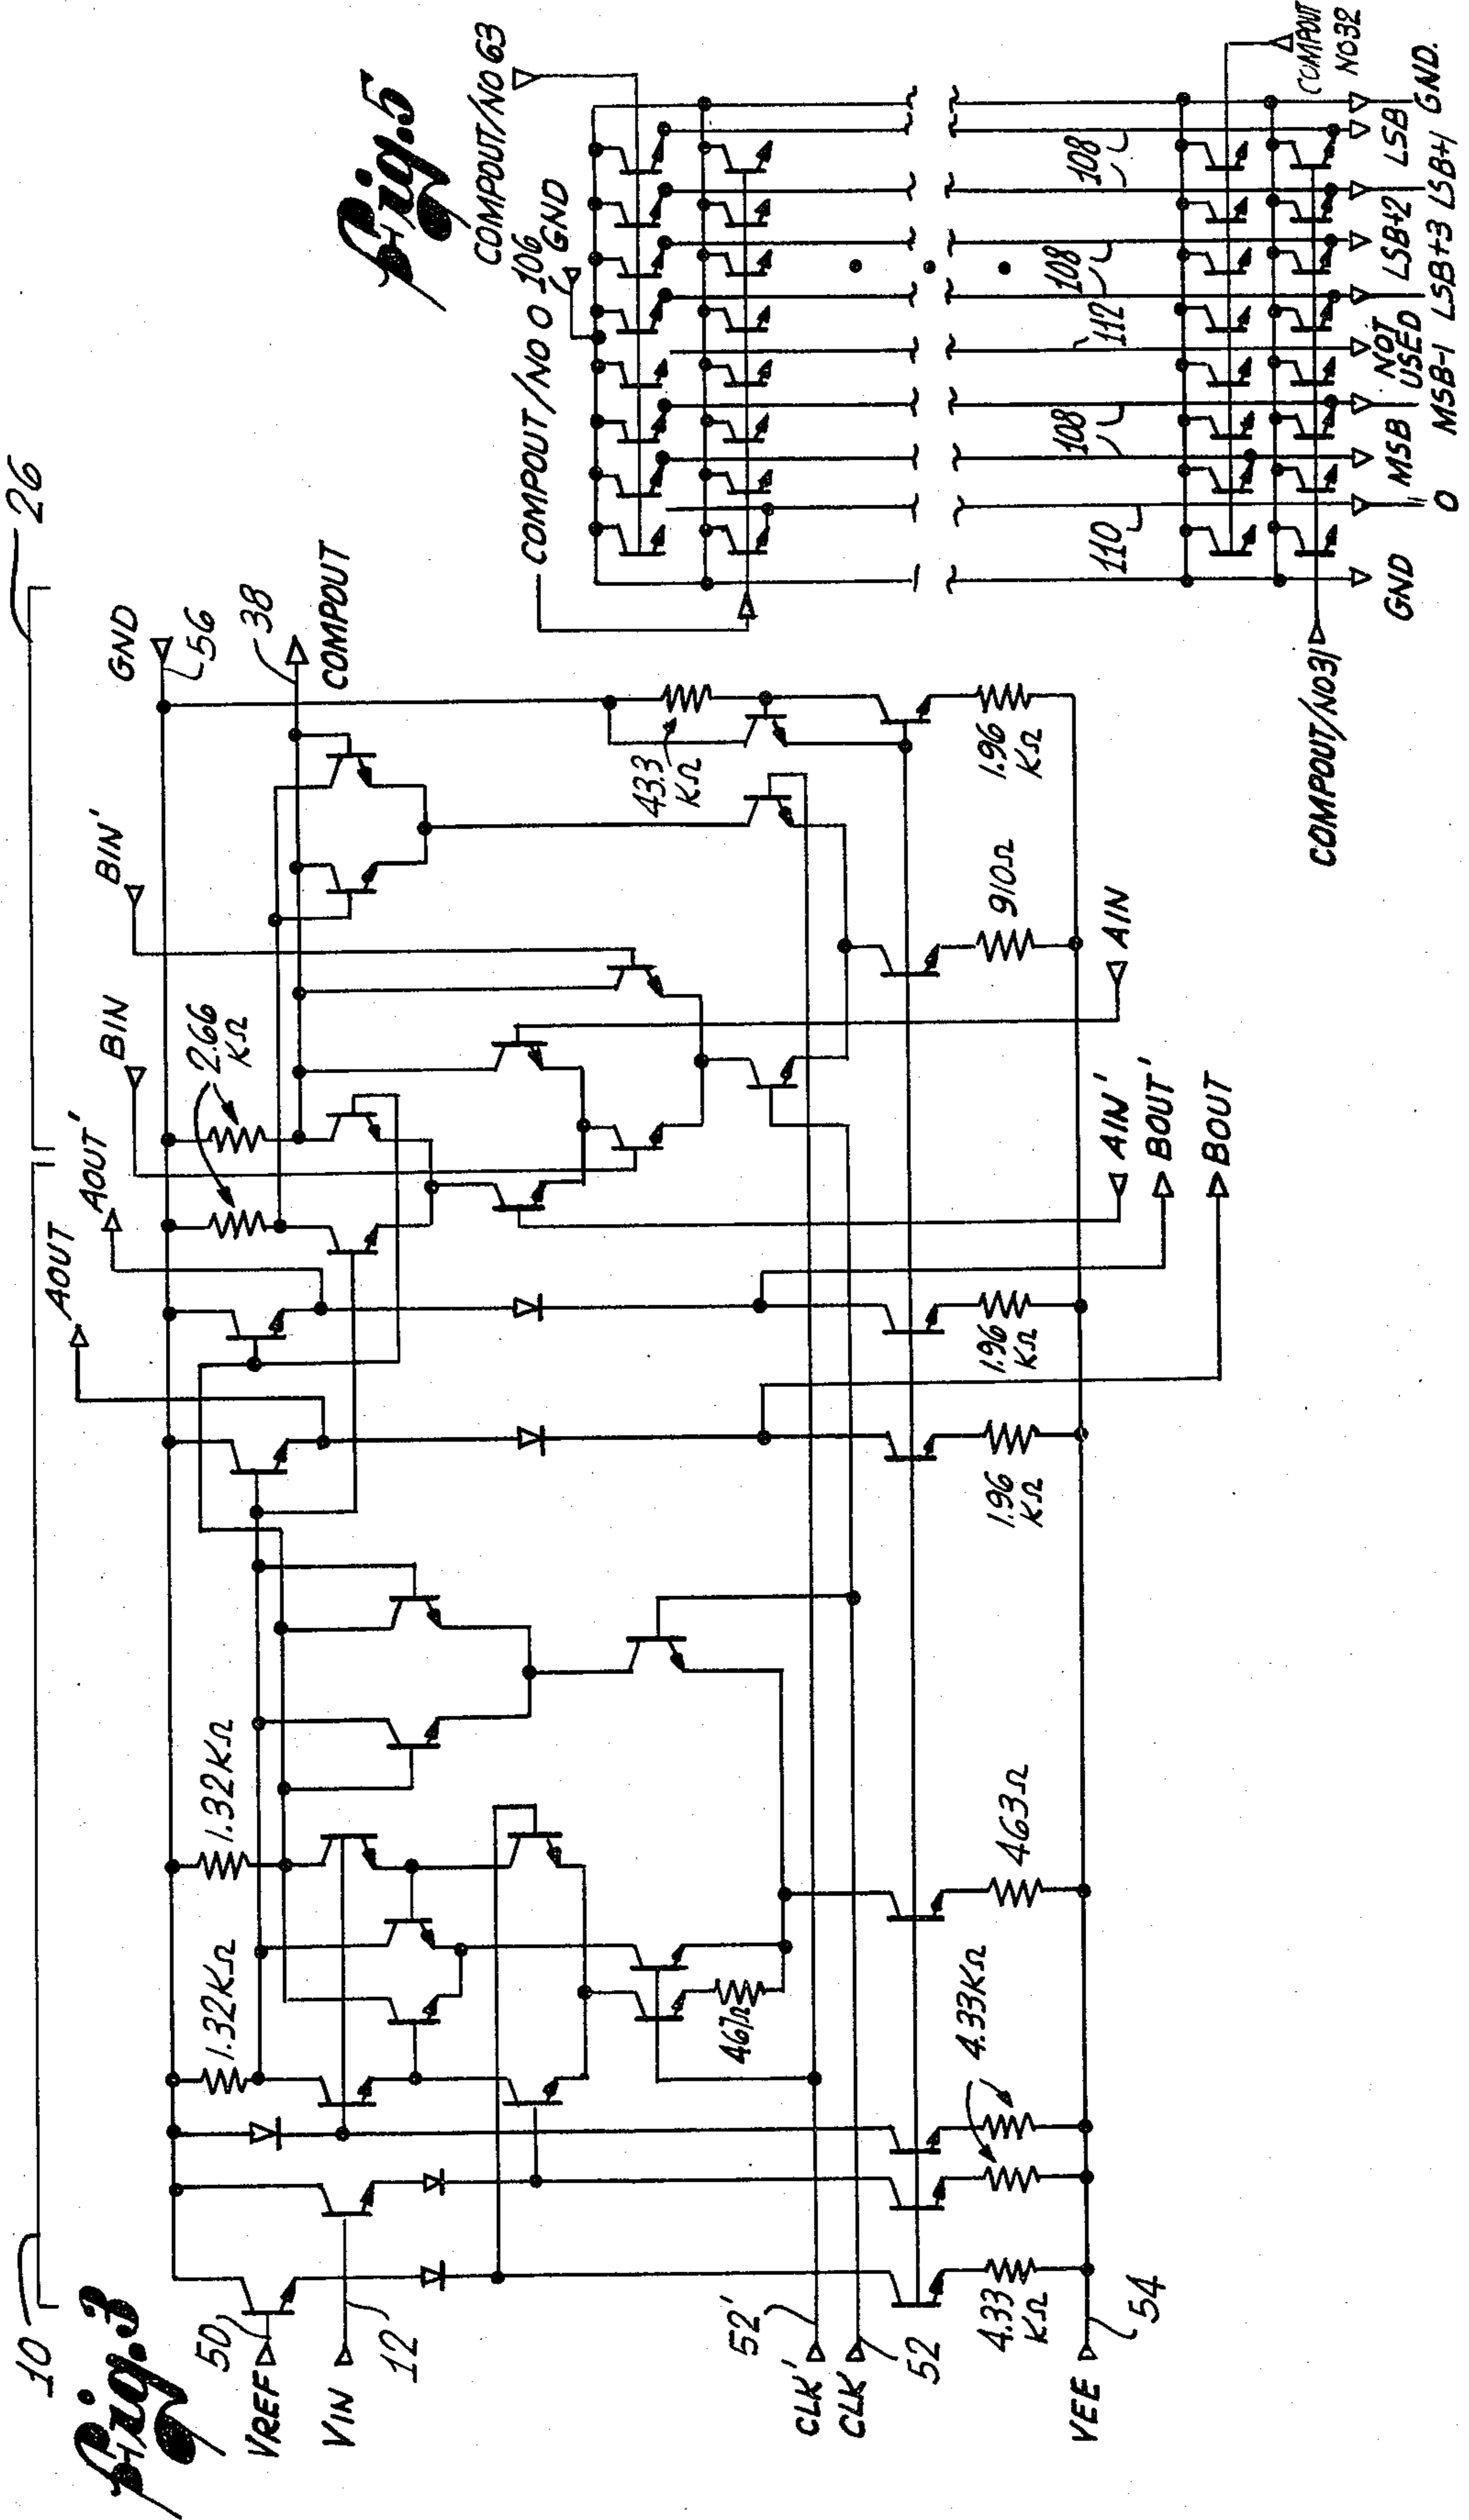 Fig. 3
10
26
50
VREF
VIN
12
52'
CLK'
CLK
52
VEE
54
4.33
KΩ
4.33KΩ
1.32KΩ
1.32KΩ
467Ω
463Ω
AOUT
AOUT'
BIN
BIN'
2.66
KΩ
1.96
KΩ
1.96
KΩ
AIN'
BOUT'
BOUT
AIN
910Ω
43.3
KΩ
1.96
KΩ
GND
56
38
COMPOUT
Fig. 5
COMPOUT/NO 63
COMPOUT/NO 0
106
GND
108
108
112
108
110
COMPOUT/NO31
COMPOUT
NO32
GND
0
MSB
MSB-1
NOT
USED
LSB+3
LSB+2
LSB+1
LSB
GND.